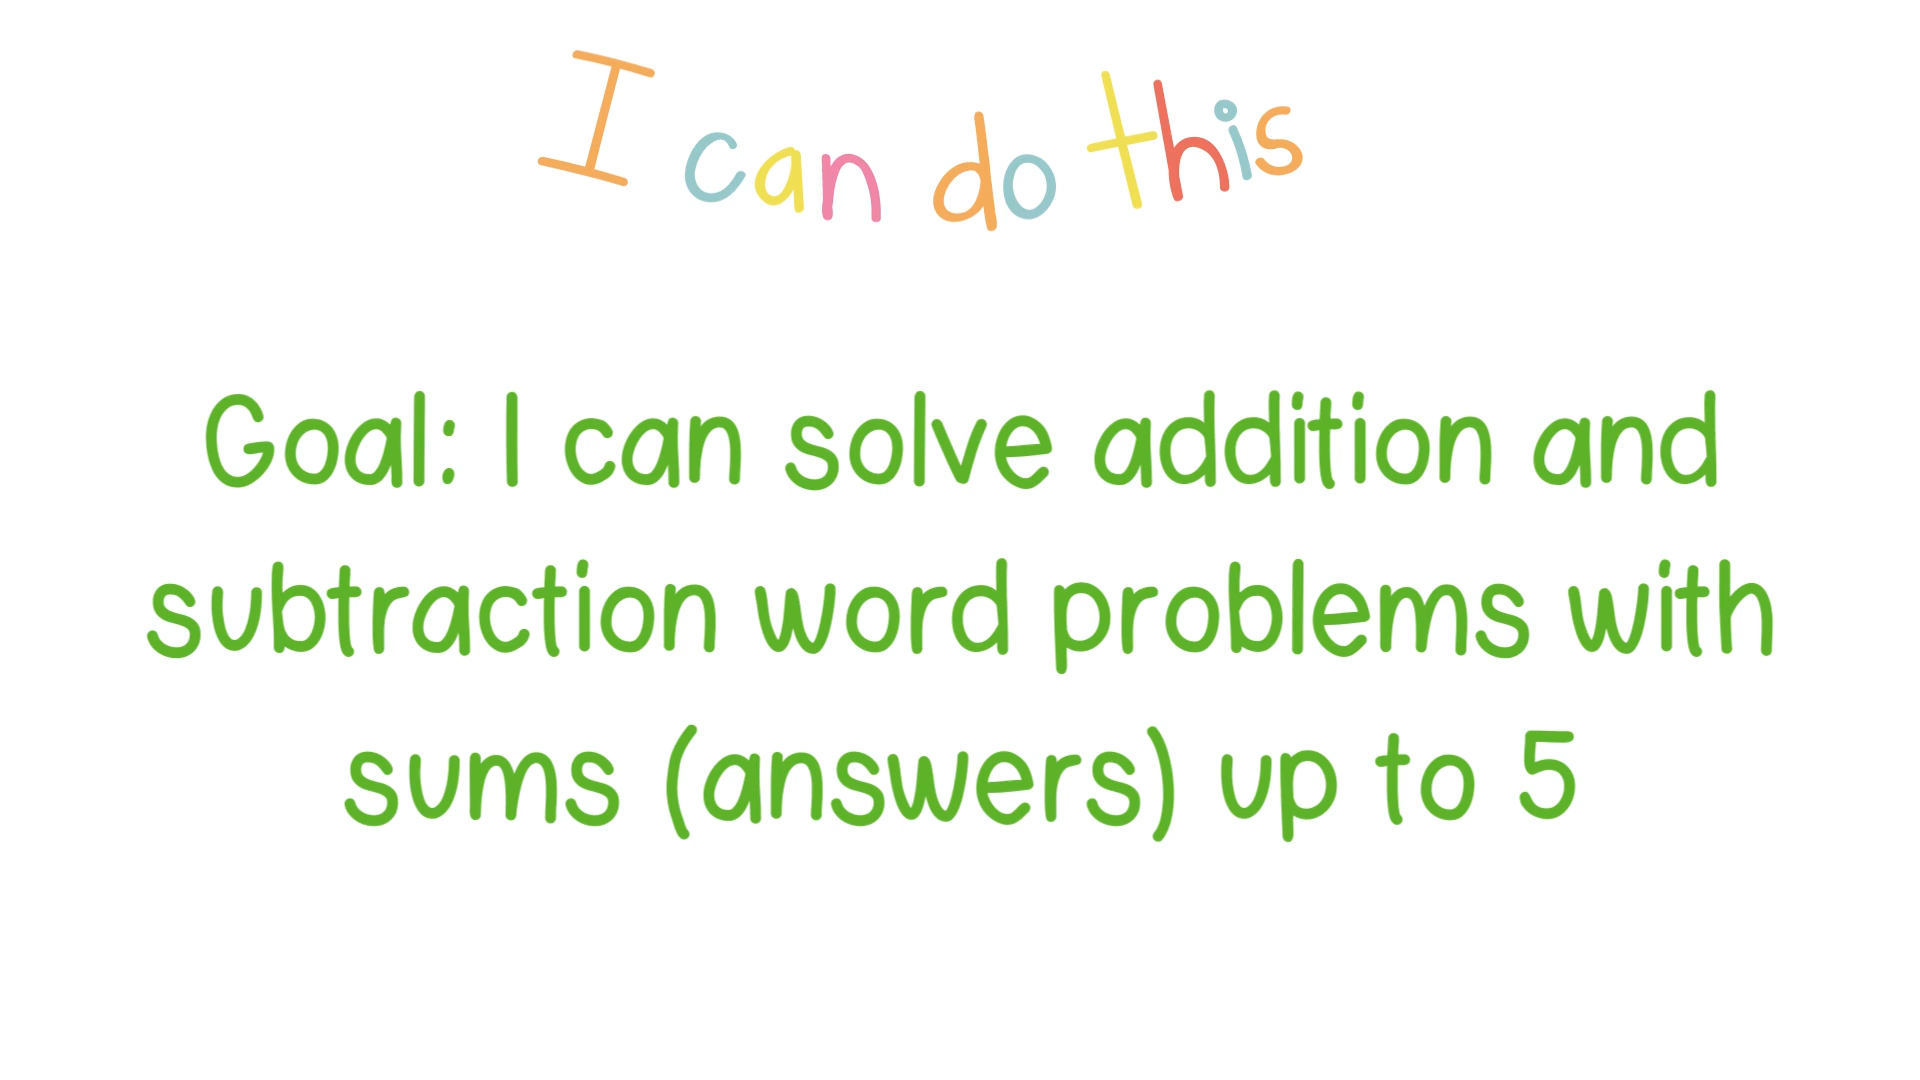 I can do this
Goal: I can solve addition and
subtraction word problems with
sums (answers) up to 5